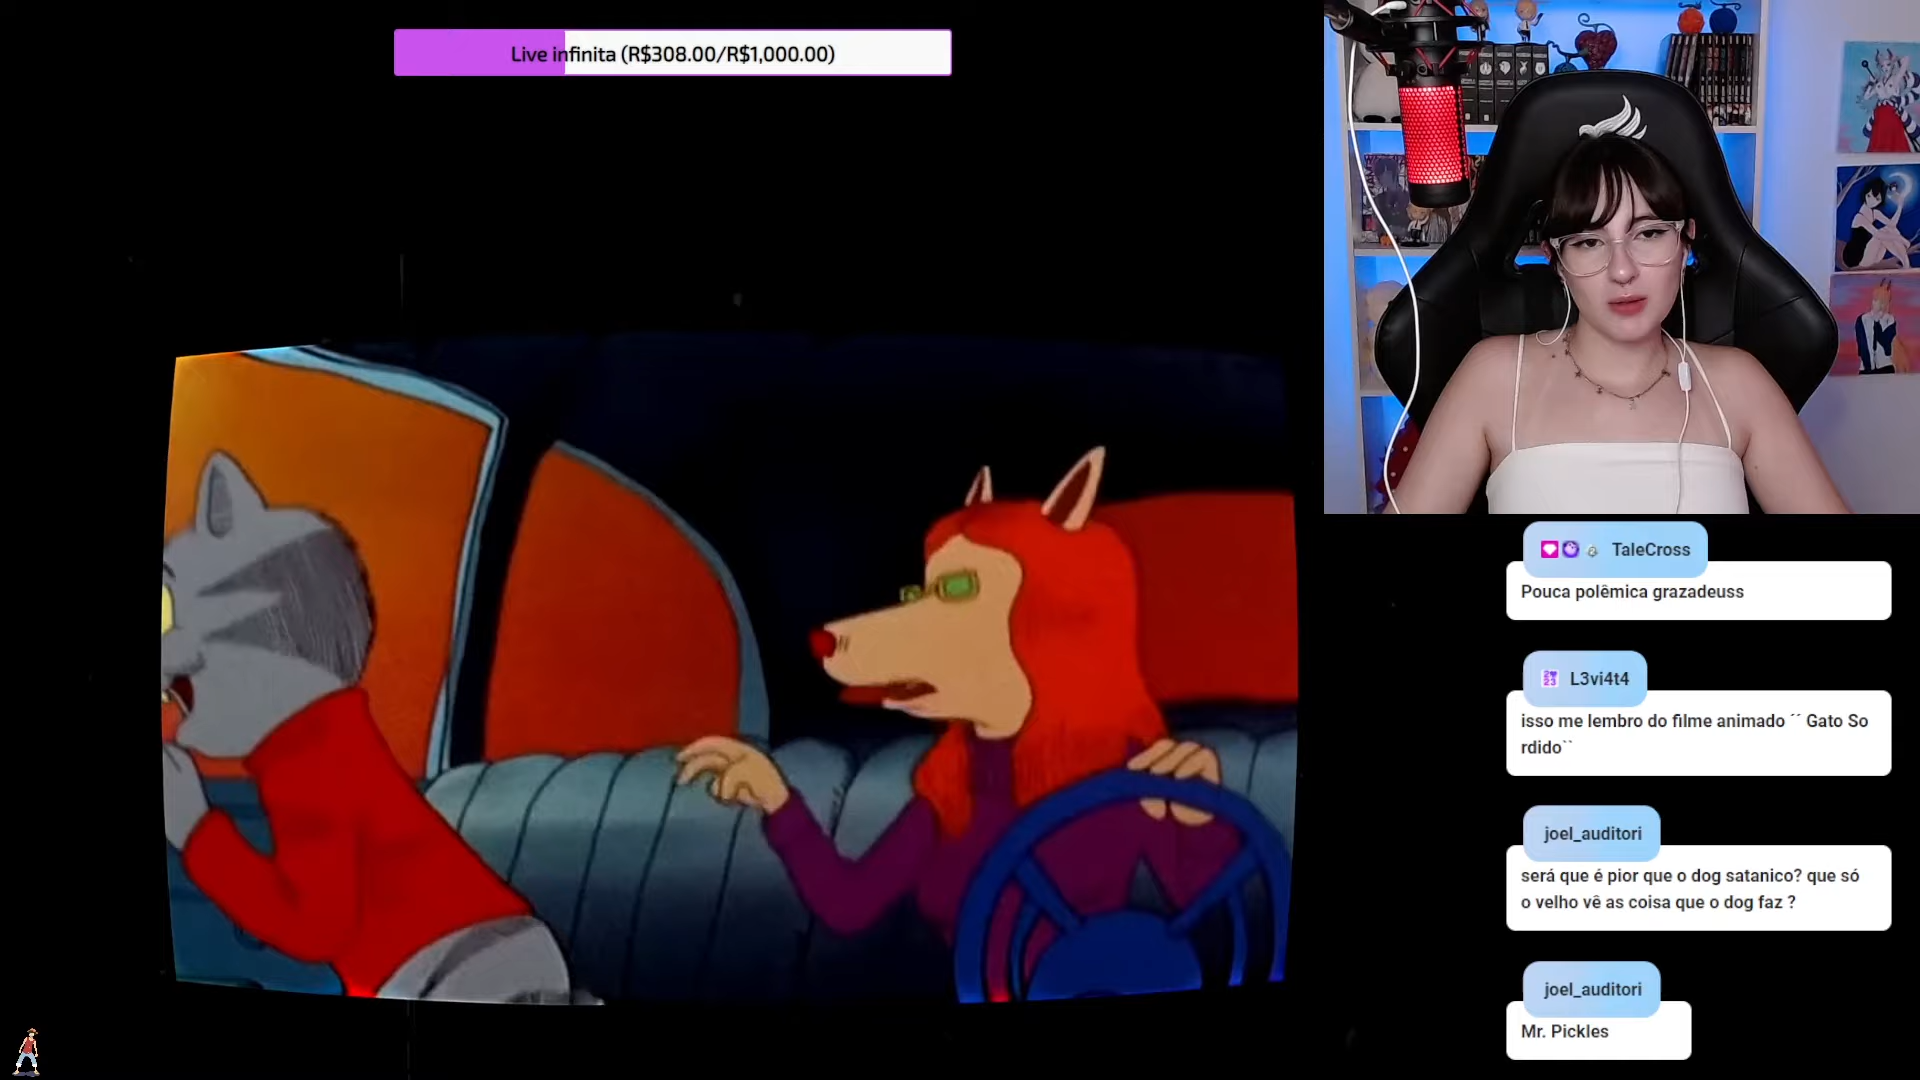 Live infinita (R$308.00/R$1,000.00)
TaleCross
Pouca polêmica grazadeuss
L3vi4t4
isso me lembro do filme animado ´´ Gato So
rdido``
joel_auditori
será que é pior que o dog satanico? que só
o velho vê as coisa que o dog faz ?
joel_auditori
Mr. Pickles